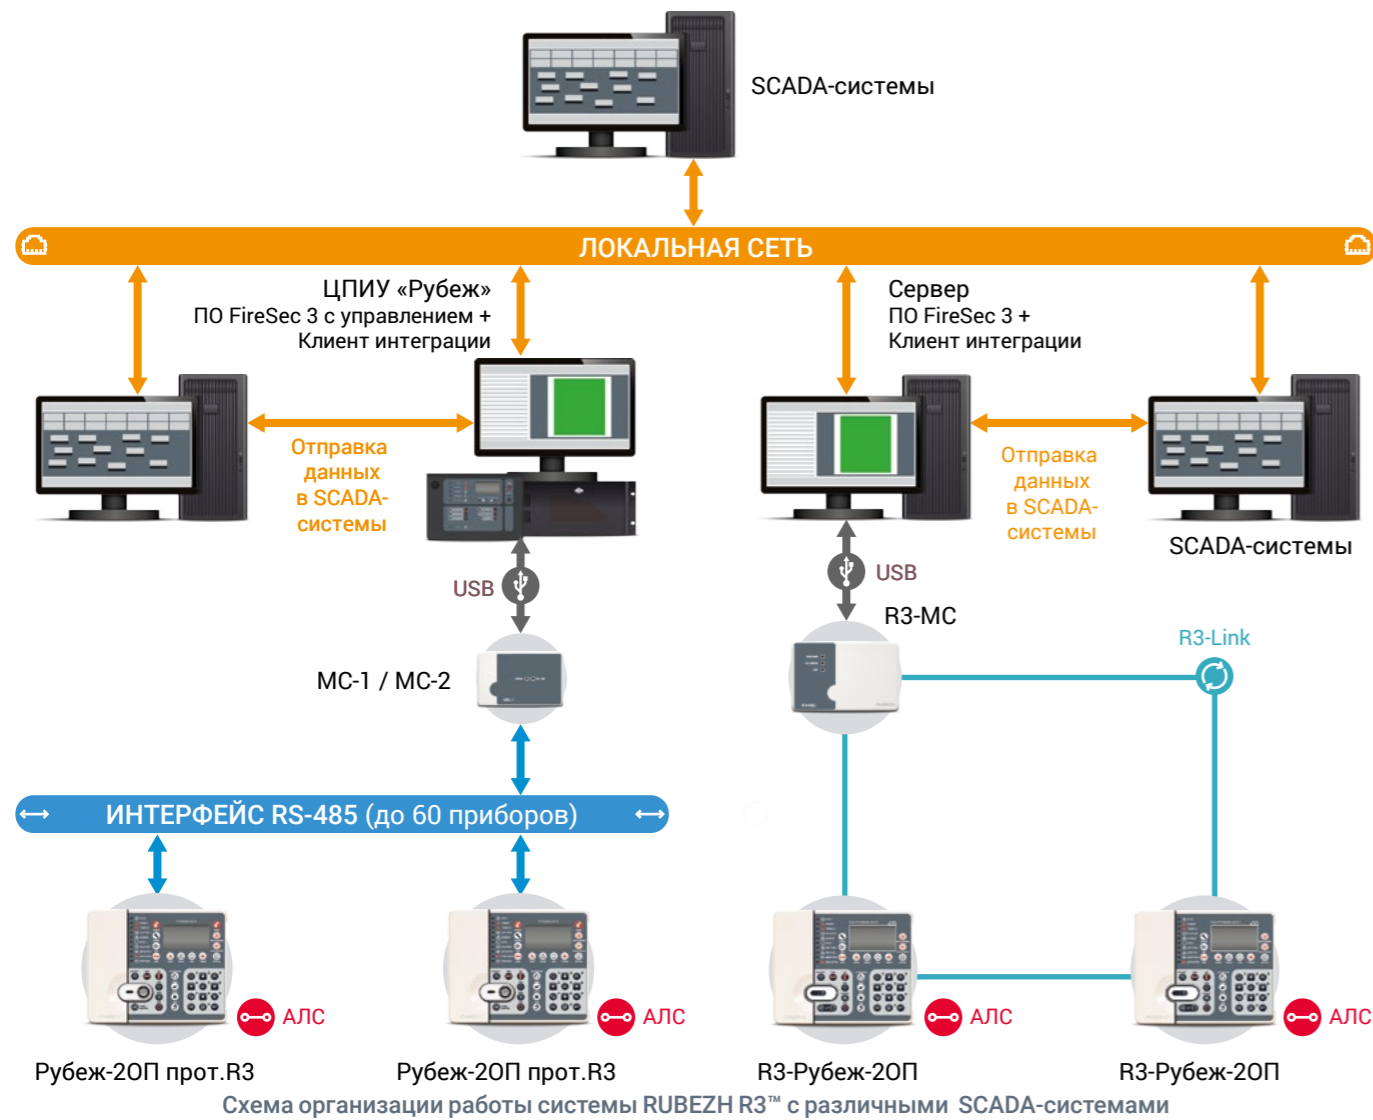 SCADA-системы
ЛОКАЛЬНАЯ СЕТЬ
ЦПИУ «Рубеж»
ПО FireSec 3 с управлением +
Клиент интеграции
Сервер
ПО FireSec 3 +
Клиент интеграции
Отправка
данных
в SCADA-
системы
Отправка
данных
в SCADA-
системы
SCADA-системы
USB
USB
R3-МС
R3-Link
МС-1 / МС-2
ИНТЕРФЕЙС RS-485 (до 60 приборов)
АЛС
АЛС
АЛС
АЛС
Рубеж-2ОП прот.R3
Рубеж-2ОП прот.R3
R3-Рубеж-2ОП
R3-Рубеж-2ОП
Схема организации работы системы RUBEZH R3™ с различными SCADA-системами